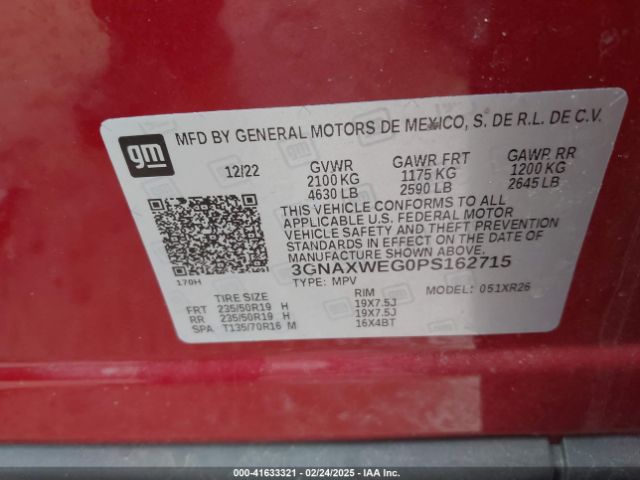 gm
MFD BY GENERAL MOTORS DE MEXICO, S. DE R.L. DE C.V.
12/22 GVWR GAWR FRT GAWR RR
2100 KG 1175 KG 1200 KG
4630 LB 2590 LB 2645 LB
THIS VEHICLE CONFORMS TO ALL
APPLICABLE U.S. FEDERAL MOTOR
VEHICLE SAFETY AND THEFT PREVENTION
STANDARDS IN EFFECT ON THE DATE OF
MANUFACTURE SHOWN ABOVE.
170H
3GNAXWEG0PS162715
TYPE: MPV MODEL: 051XR26
TIRE SIZE RIM
FRT 235/50R19 H 19X7.5J
RR 235/50R19 H 19X7.5J
SPA T135/70R16 M 16X4BT
000-41633321 - 02/24/2025 - IAA Inc.